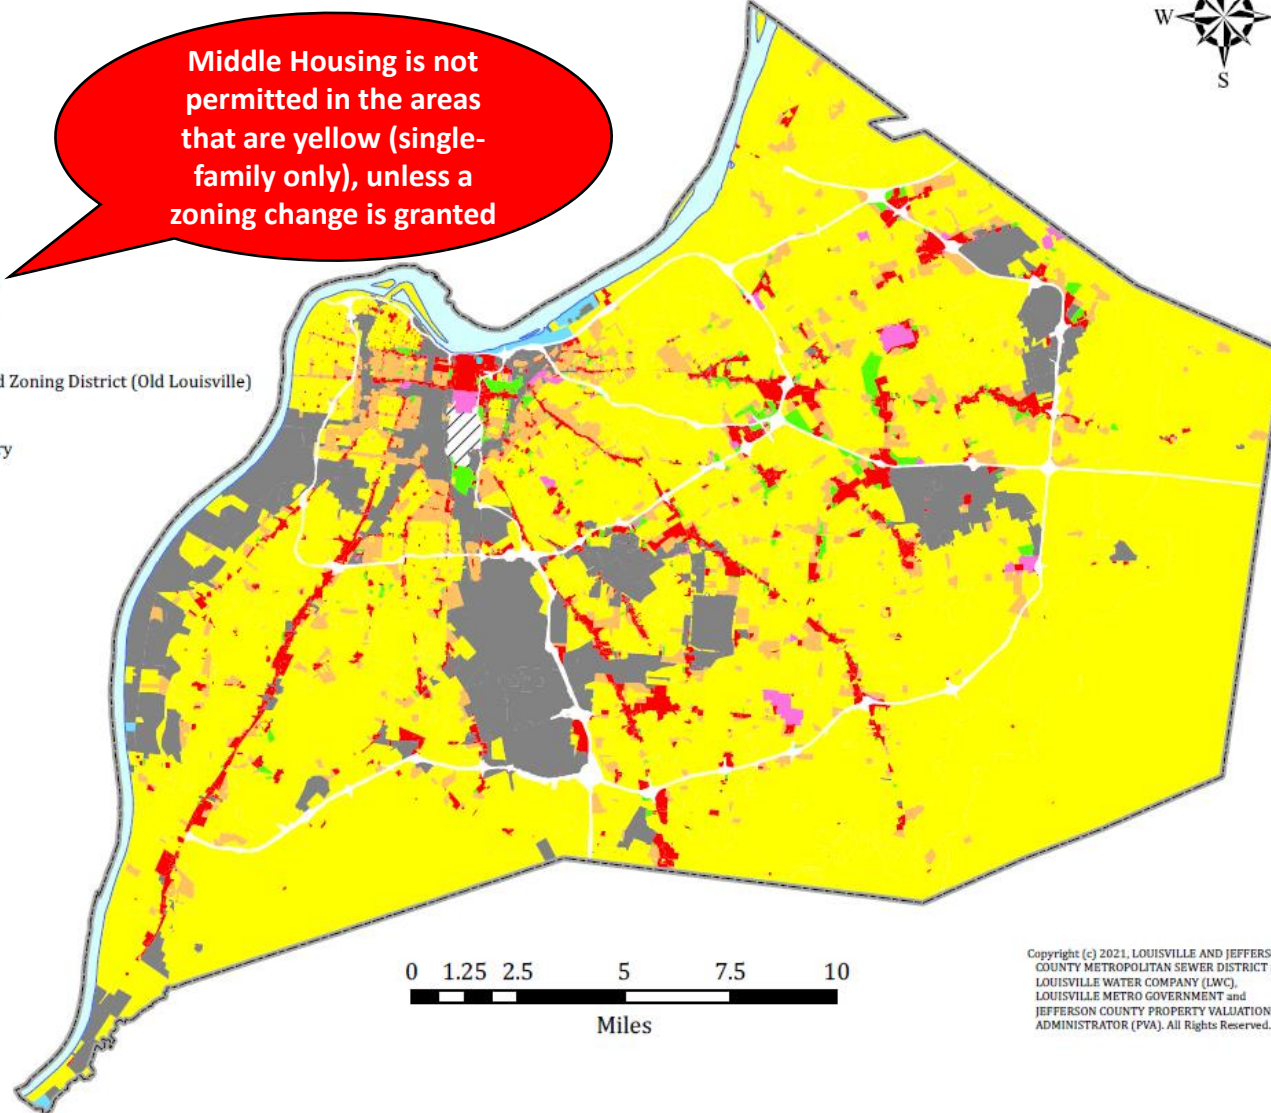 W
S
Middle Housing is not
permitted in the areas
that are yellow (single-
family only), unless a
zoning change is granted
d Zoning District (Old Louisville)
ry
0 1.25 2.5 5 7.5 10
Miles
Copyright (c) 2021, LOUISVILLE AND JEFFERS
COUNTY METROPOLITAN SEWER DISTRICT
LOUISVILLE WATER COMPANY (LWC),
LOUISVILLE METRO GOVERNMENT and
JEFFERSON COUNTY PROPERTY VALUATION
ADMINISTRATOR (PVA). All Rights Reserved.